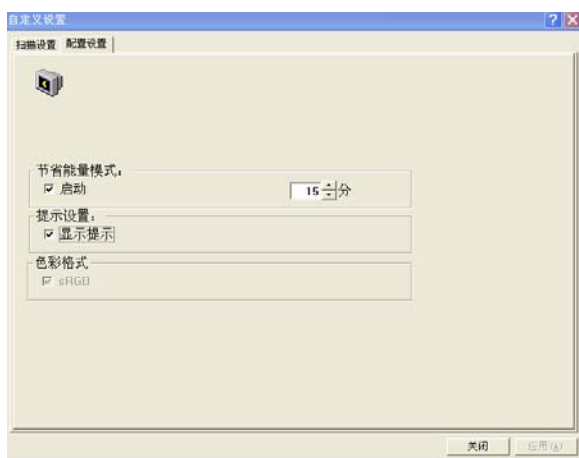 自定义设置
扫描设置 配置设置
节省能量模式:
启动 15 分
提示设置:
显示提示
色彩格式
sRGB
关闭 应用(A)